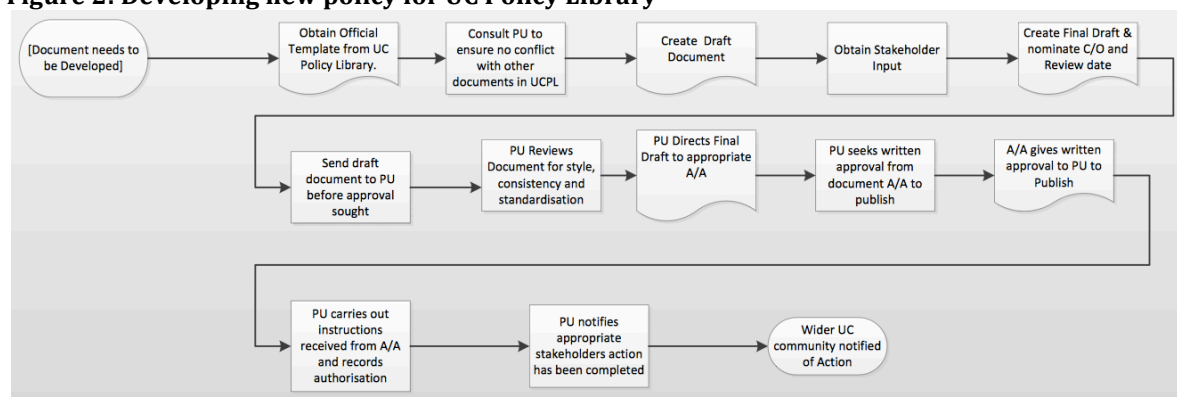 Figure 2: Developing new policy for UC Policy Library
[Document needs to
be Developed]
Obtain Official
Template from UC
Policy Library.
Consult PU to
ensure no conflict
with other
documents in UCPL
Create Draft
Document
Obtain Stakeholder
Input
Create Final Draft &
nominate C/O and
Review date
Send draft
document to PU
before approval
sought
PU Reviews
Document for style,
consistency and
standardisation
PU Directs Final
Draft to appropriate
A/A
PU seeks written
approval from
document A/A to
publish
A/A gives written
approval to PU to
Publish
PU carries out
instructions
received from A/A
and records
authorisation
PU notifies
appropriate
stakeholders action
has been completed
Wider UC
community notified
of Action